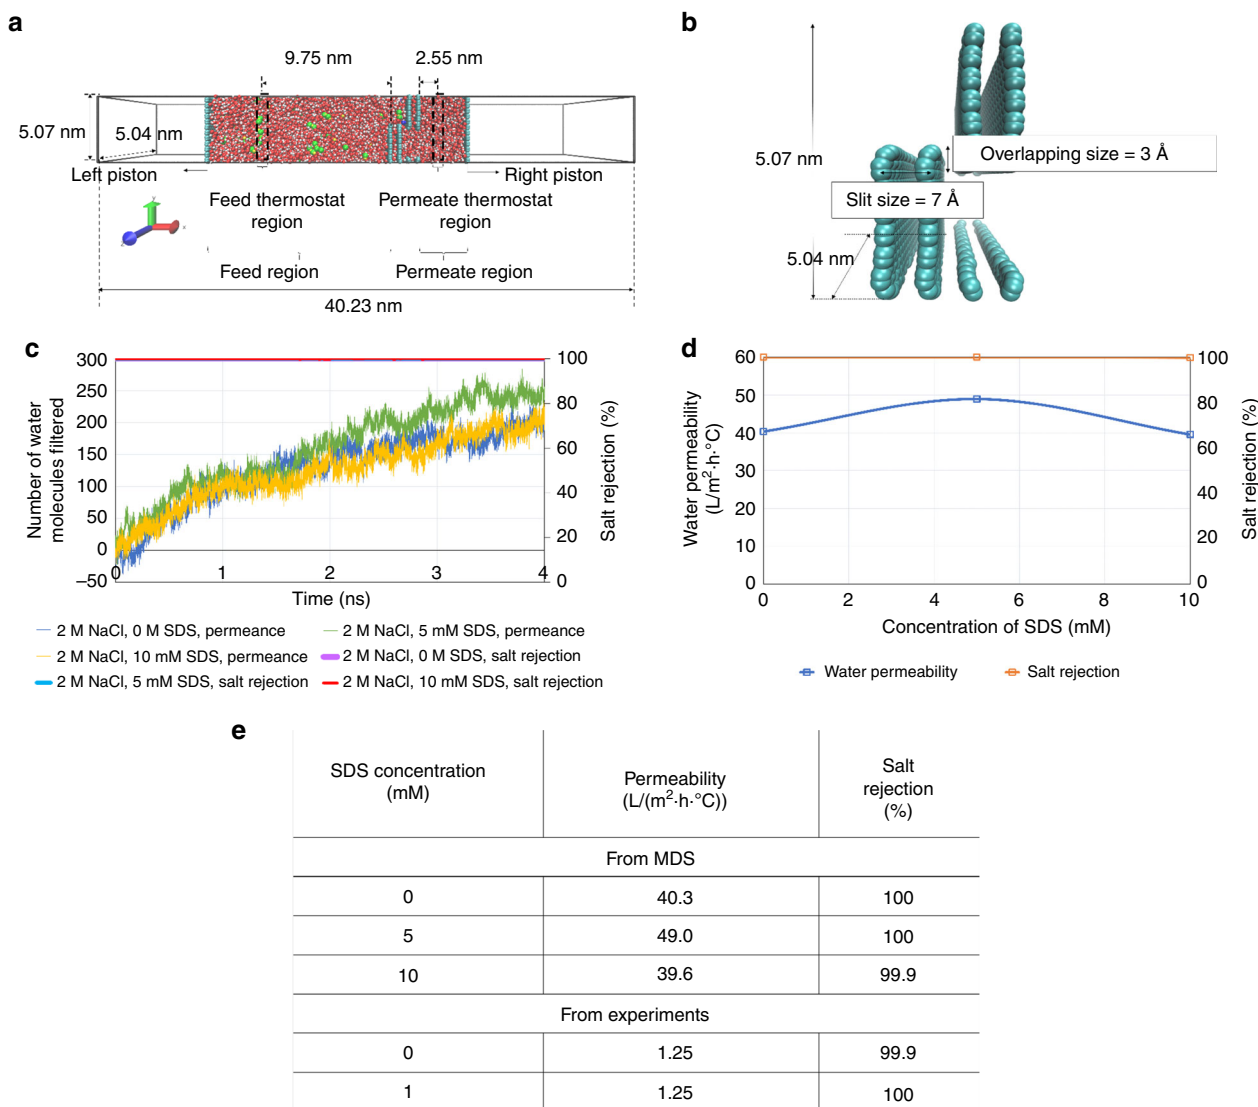 a
9.75 nm
2.55 nm
5.07 nm
5.04 nm
Left piston
Right piston
Feed thermostat
region
Permeate thermostat
region
Feed region
Permeate region
40.23 nm
b
5.07 nm
Overlapping size = 3 Å
Slit size = 7 Å
5.04 nm
c
Number of water
molecules filtered
300
250
200
150
100
50
0
–50
0
1
2
3
4
Time (ns)
100
80
60
40
20
0
Salt rejection (%)
2 M NaCl, 0 M SDS, permeance
2 M NaCl, 5 mM SDS, permeance
2 M NaCl, 10 mM SDS, permeance
2 M NaCl, 0 M SDS, salt rejection
2 M NaCl, 5 mM SDS, salt rejection
2 M NaCl, 10 mM SDS, salt rejection
d
Water permeability
(L/m²·h·°C)
60
50
40
30
20
10
0
0
2
4
6
8
10
Concentration of SDS (mM)
100
80
60
40
20
0
Salt rejection (%)
Water permeability
Salt rejection
e
SDS concentration
(mM)
Permeability
(L/(m²·h·°C))
Salt
rejection
(%)
From MDS
0 40.3 100
5 49.0 100
10 39.6 99.9
From experiments
0 1.25 99.9
1 1.25 100